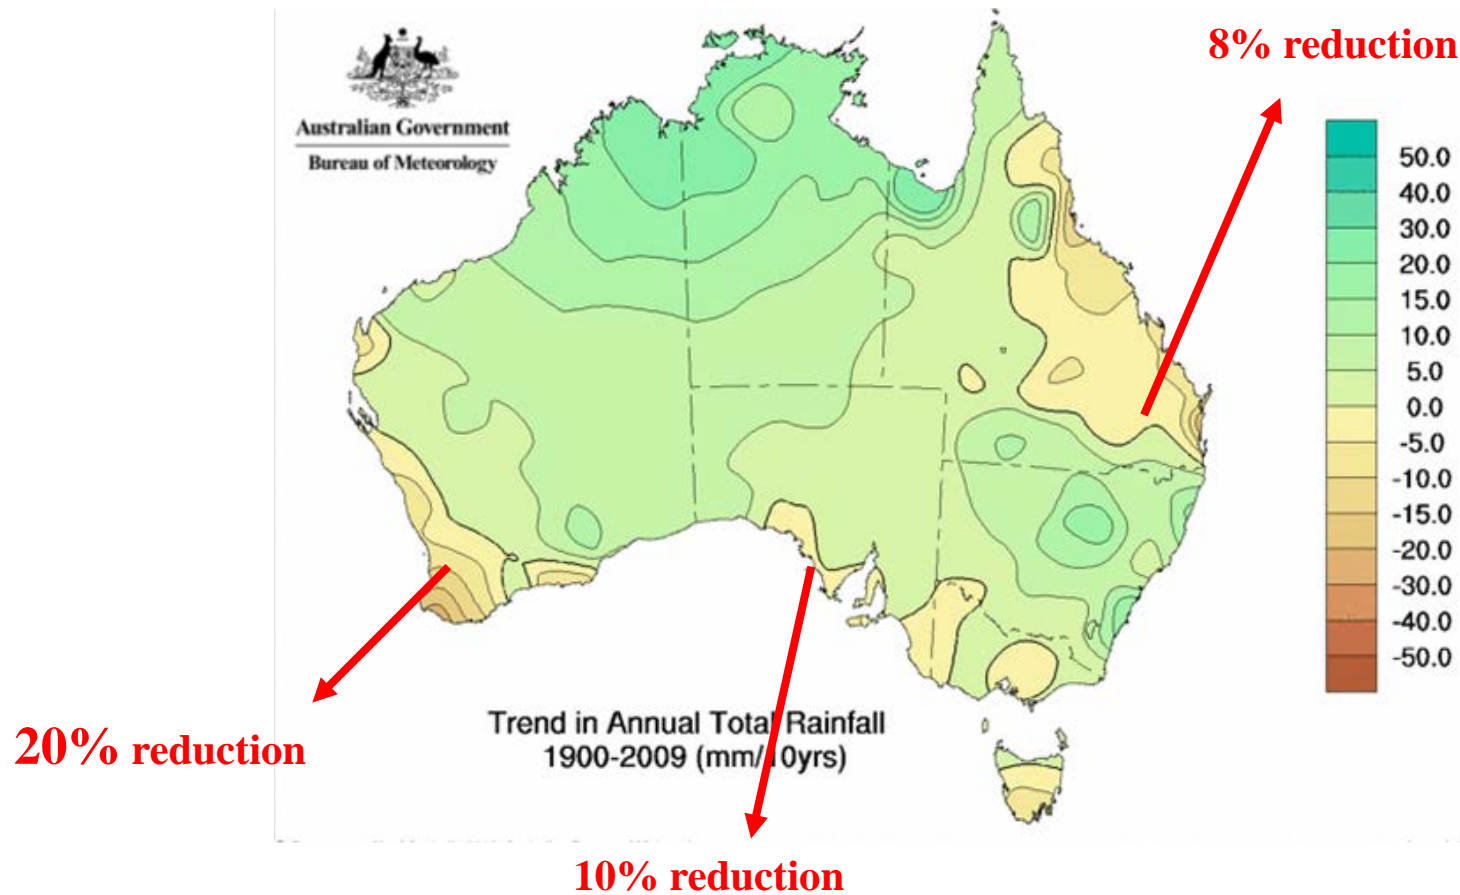 8% reduction
Australian Government
Bureau of Meteorology
50.0
40.0
30.0
20.0
15.0
10.0
5.0
0.0
-5.0
-10.0
-15.0
-20.0
-30.0
-40.0
-50.0
Trend in Annual Total Rainfall
1900-2009 (mm/10yrs)
20% reduction
10% reduction